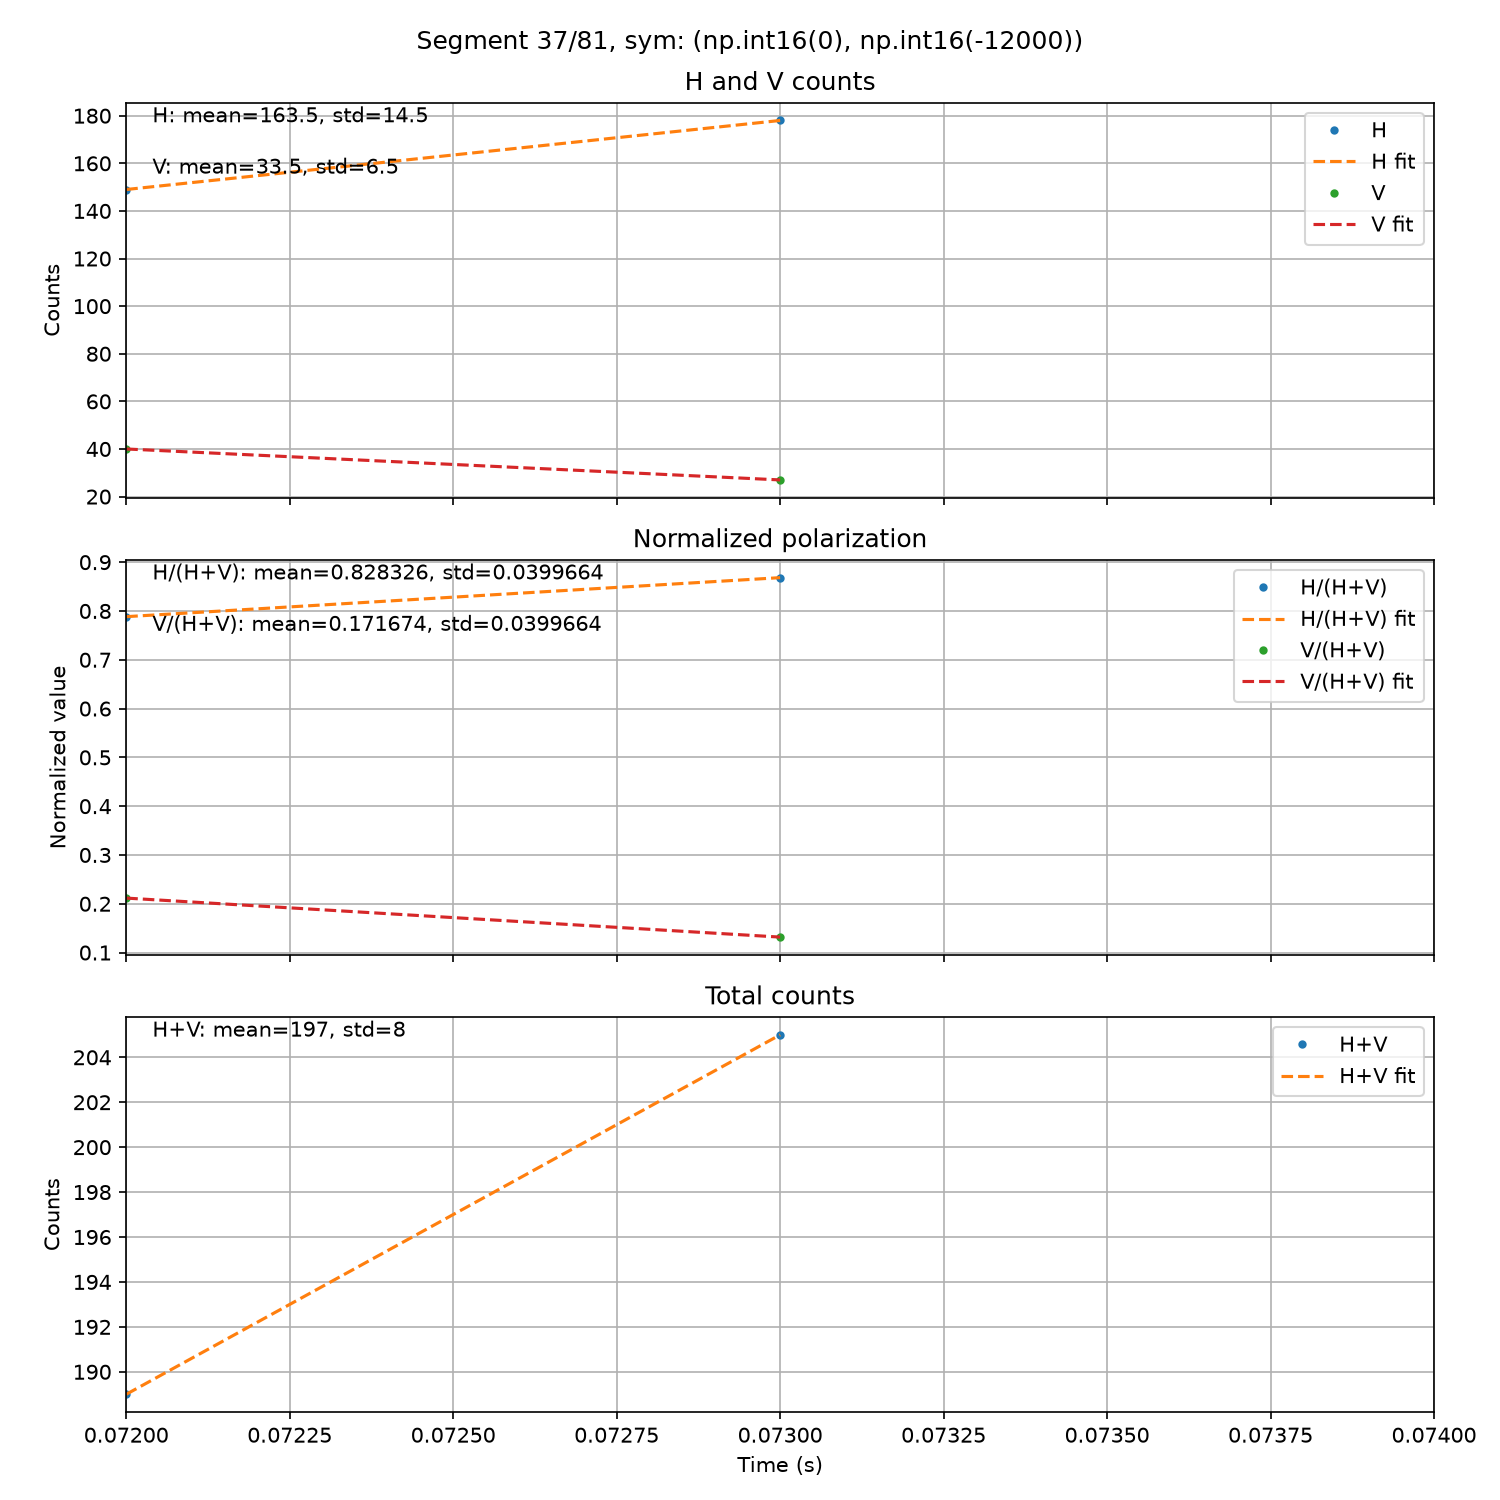 Segment 37/81, sym: (np.int16(0), np.int16(-12000))
H and V counts
H: mean=163.5, std=14.5
V: mean=33.5, std=6.5
H
H fit
V
V fit
Counts
180
160
140
120
100
80
60
40
20
Normalized polarization
H/(H+V): mean=0.828326, std=0.0399664
V/(H+V): mean=0.171674, std=0.0399664
H/(H+V)
H/(H+V) fit
V/(H+V)
V/(H+V) fit
Normalized value
0.9
0.8
0.7
0.6
0.5
0.4
0.3
0.2
0.1
Total counts
H+V: mean=197, std=8
H+V
H+V fit
Counts
204
202
200
198
196
194
192
190
0.07200 0.07225 0.07250 0.07275 0.07300 0.07325 0.07350 0.07375 0.07400
Time (s)